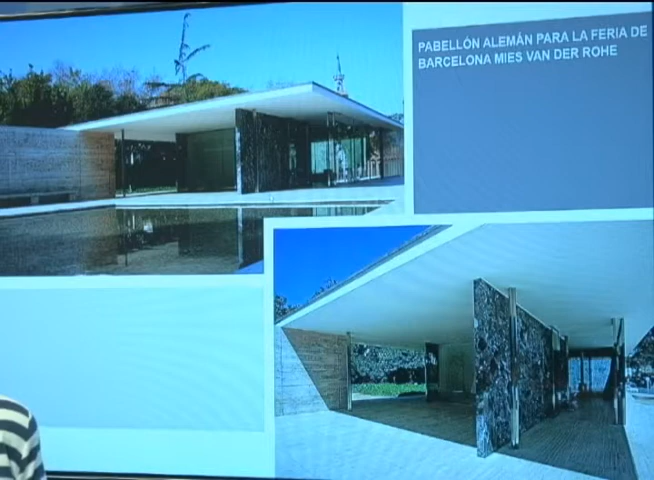 PABELLÓN ALEMÁN PARA LA FERIA DE
BARCELONA MIES VAN DER ROHE